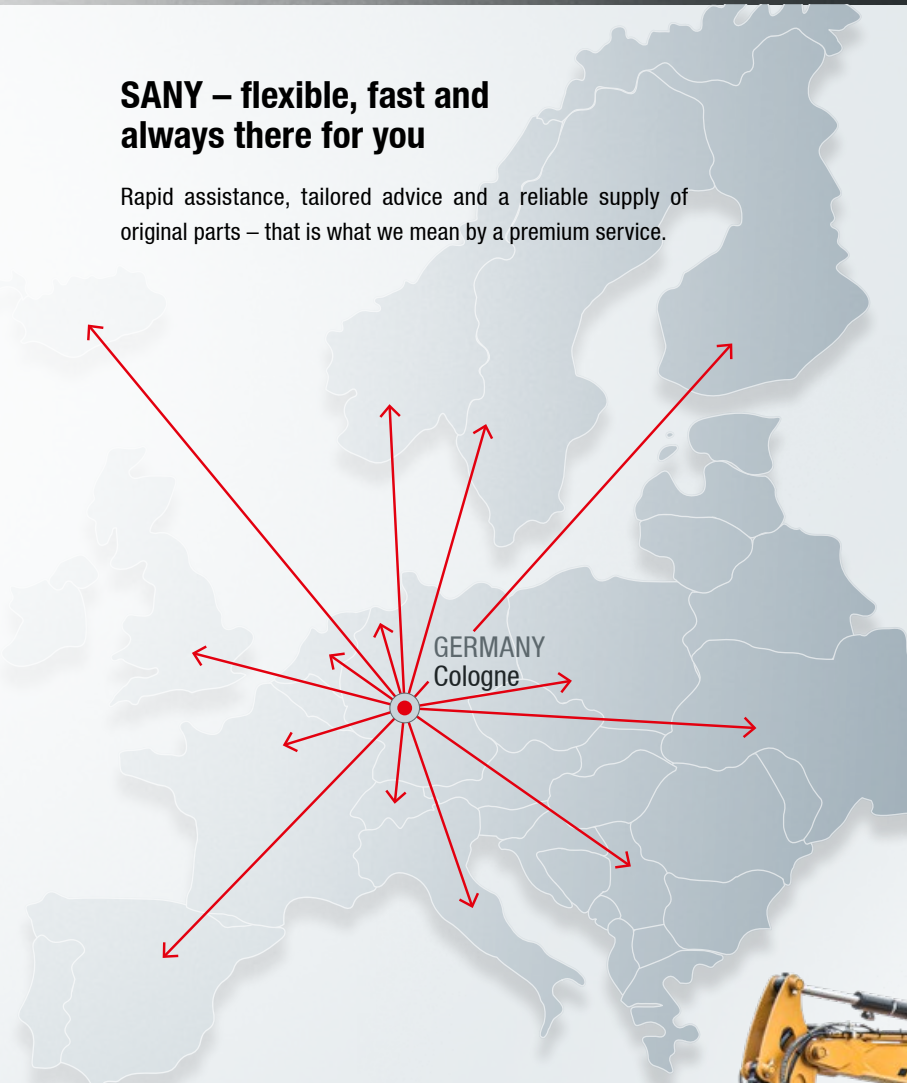 SANY – flexible, fast and
always there for you
Rapid assistance, tailored advice and a reliable supply of
original parts – that is what we mean by a premium service.
GERMANY
Cologne